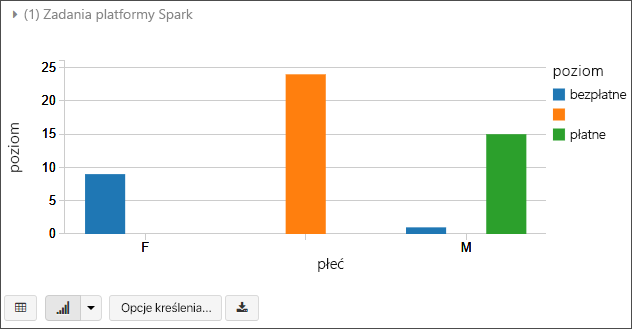 (1) Zadania platformy Spark
25
20
15
10
5
0
poziom
F
M
płeć
poziom
bezpłatne
płatne
Opcje kreślenia...